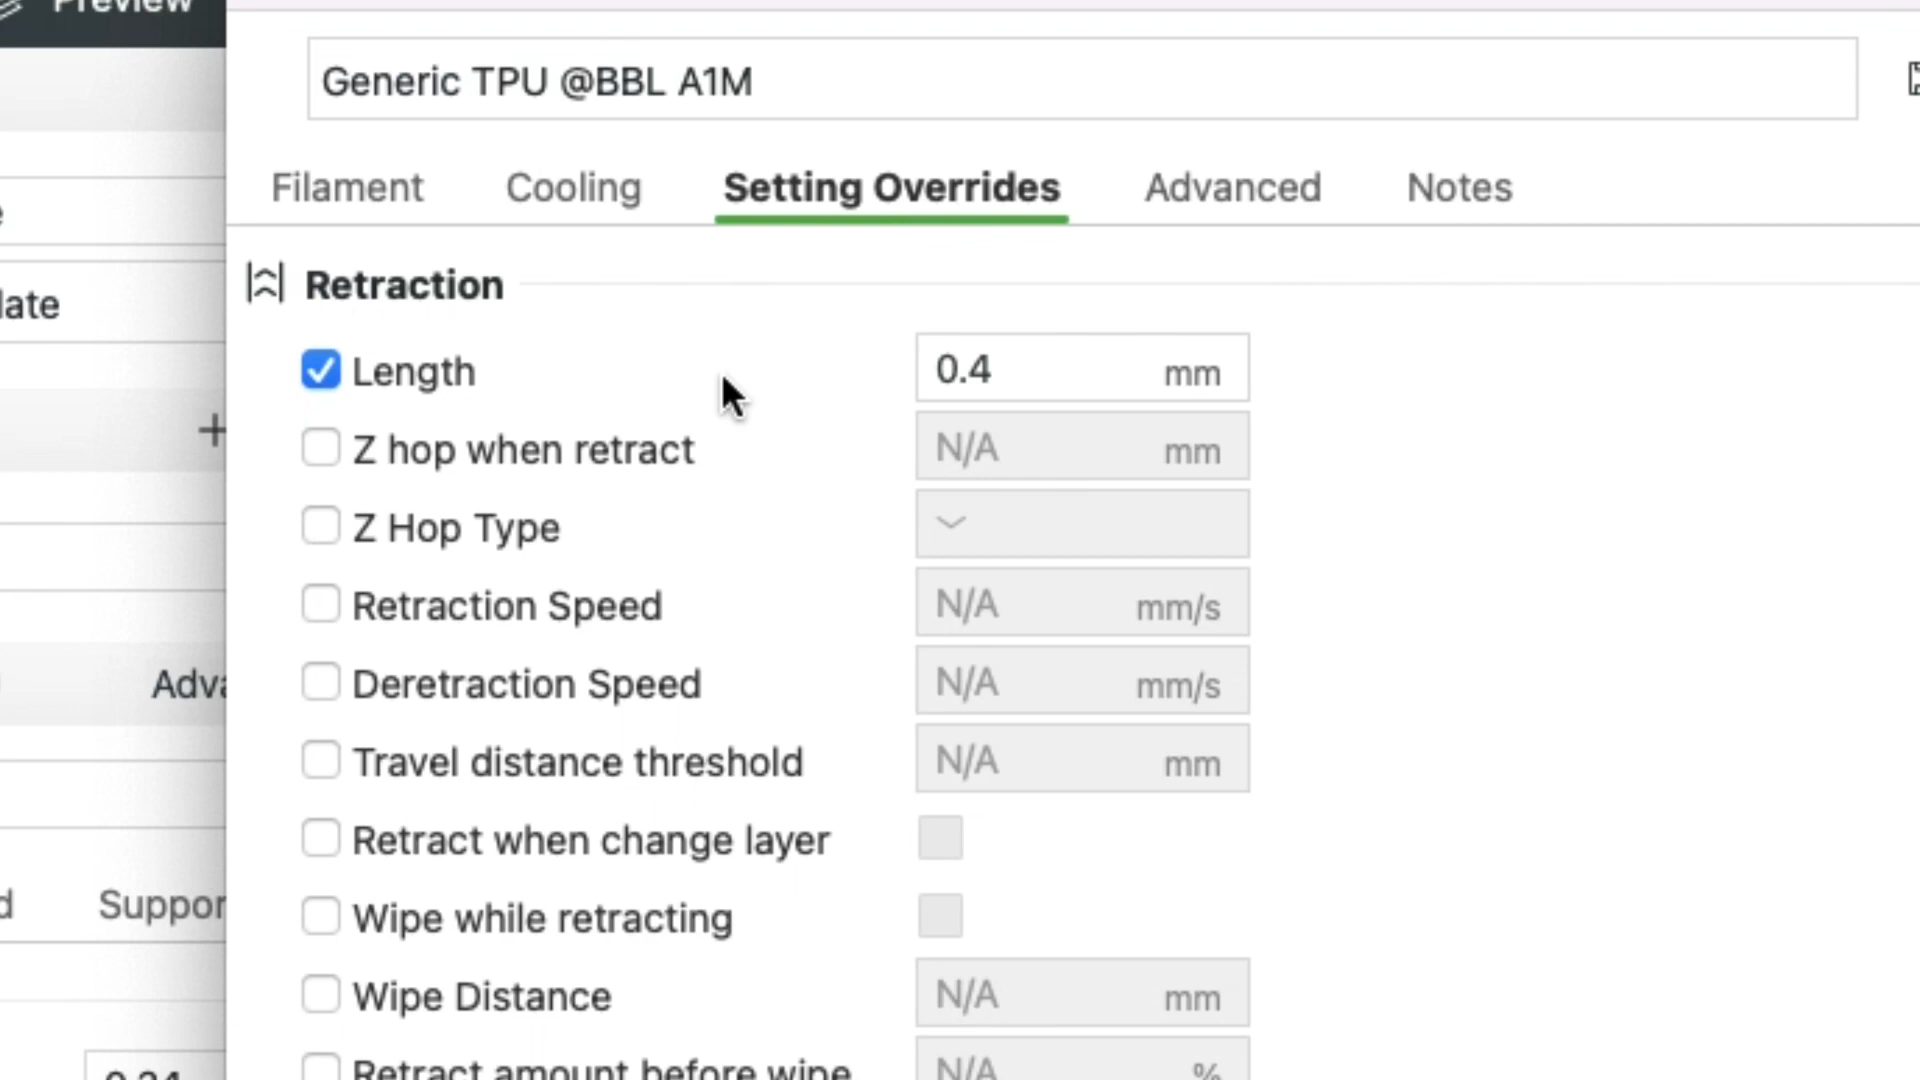 Preview
Generic TPU @BBL A1M
Filament Cooling Setting Overrides Advanced Notes
Retraction
late
Length 0.4 mm
+
Z hop when retract N/A mm
Z Hop Type
Retraction Speed N/A mm/s
Adva
Deretraction Speed N/A mm/s
Travel distance threshold N/A mm
Retract when change layer
d Suppor
Wipe while retracting
Wipe Distance N/A mm
Retract amount before wipe N/A %